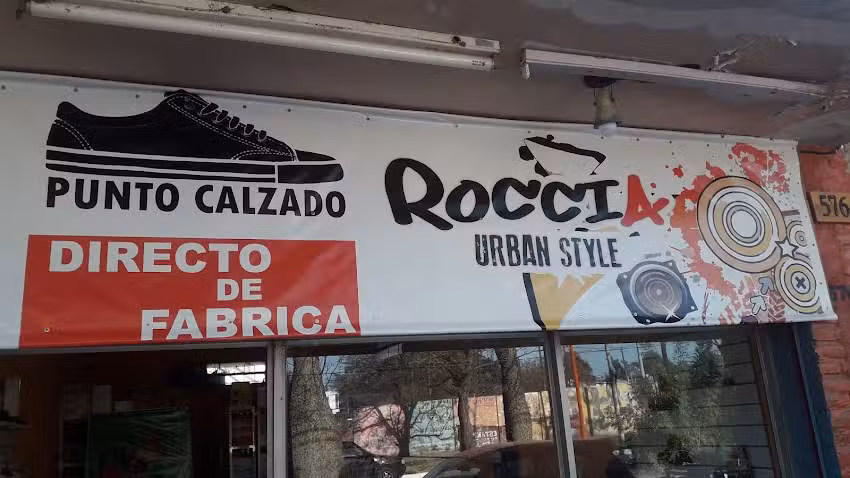 PUNTO CALZADO
DIRECTO
DE
FABRICA
ROCCIA
URBAN STYLE
576